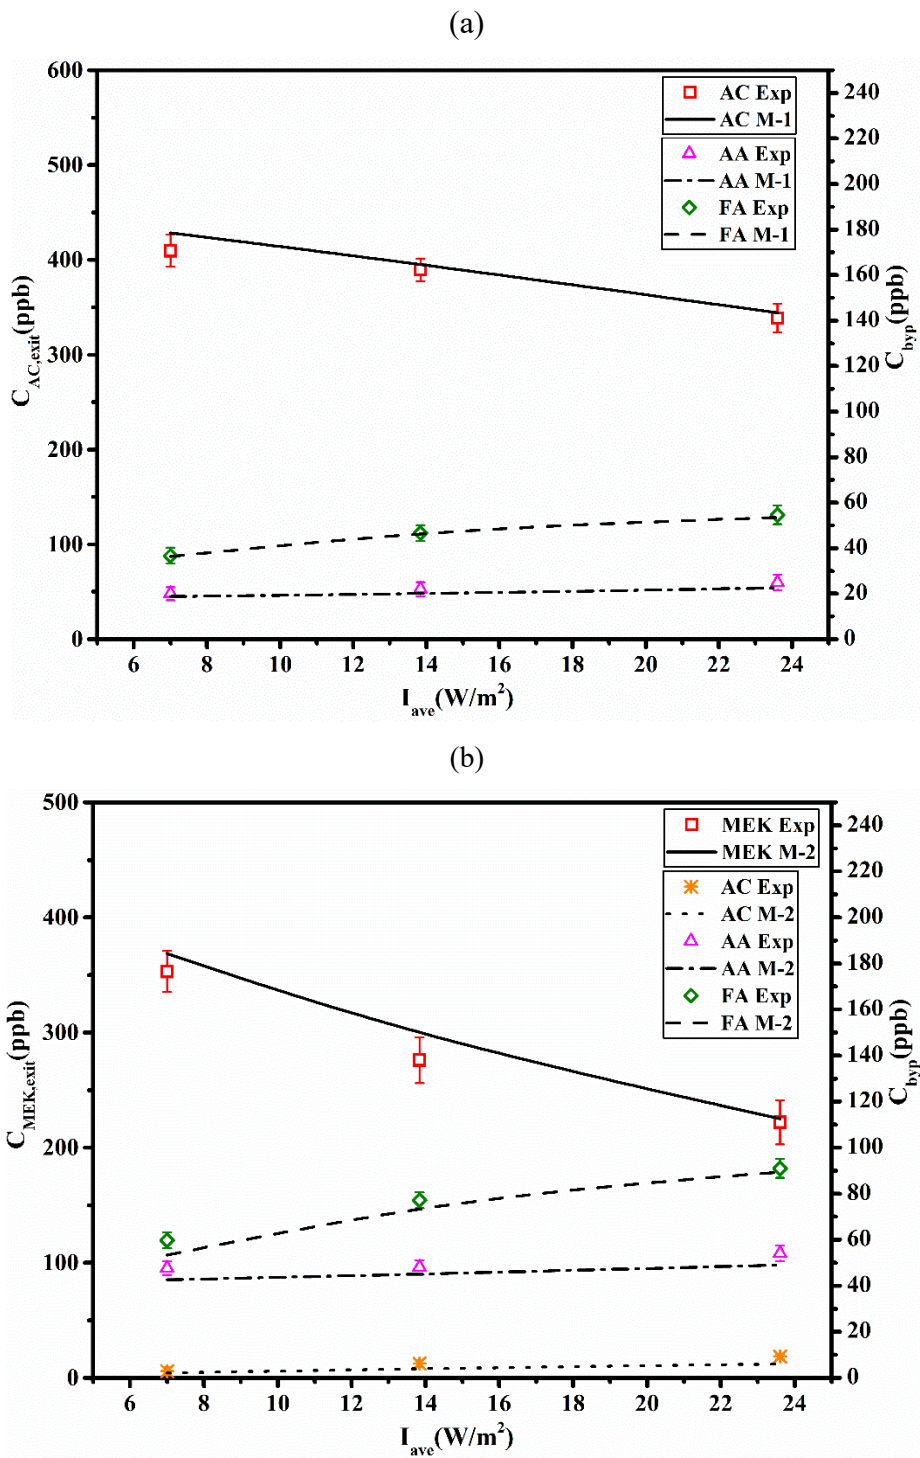 (a)
600
500
400
300
200
100
0
C_AC,exit(ppb)
240
220
200
180
160
140
120
100
80
60
40
20
0
C_byp(ppb)
AC Exp
AC M-1
AA Exp
AA M-1
FA Exp
FA M-1
6 8 10 12 14 16 18 20 22 24
I_ave(W/m²)
(b)
500
400
300
200
100
0
C_MEK,exit(ppb)
240
220
200
180
160
140
120
100
80
60
40
20
0
C_byp(ppb)
MEK Exp
MEK M-2
AC Exp
AC M-2
AA Exp
AA M-2
FA Exp
FA M-2
6 8 10 12 14 16 18 20 22 24
I_ave(W/m²)